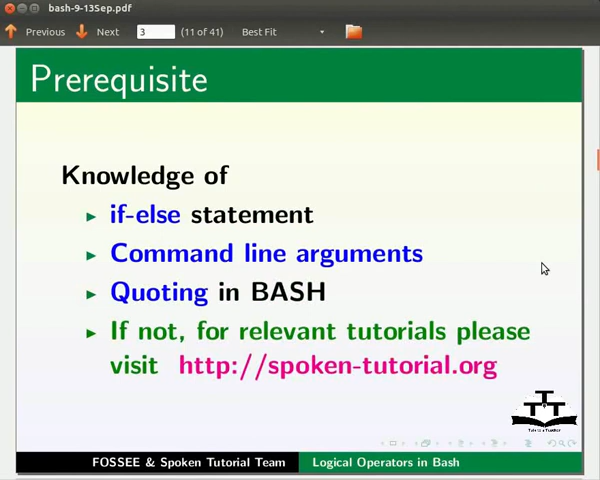 bash-9-13Sep.pdf
Previous Next 3 (11 of 41) Best Fit
Prerequisite
Knowledge of
if-else statement
Command line arguments
Quoting in BASH
If not, for relevant tutorials please
visit http://spoken-tutorial.org
FOSSEE & Spoken Tutorial Team Logical Operators in Bash